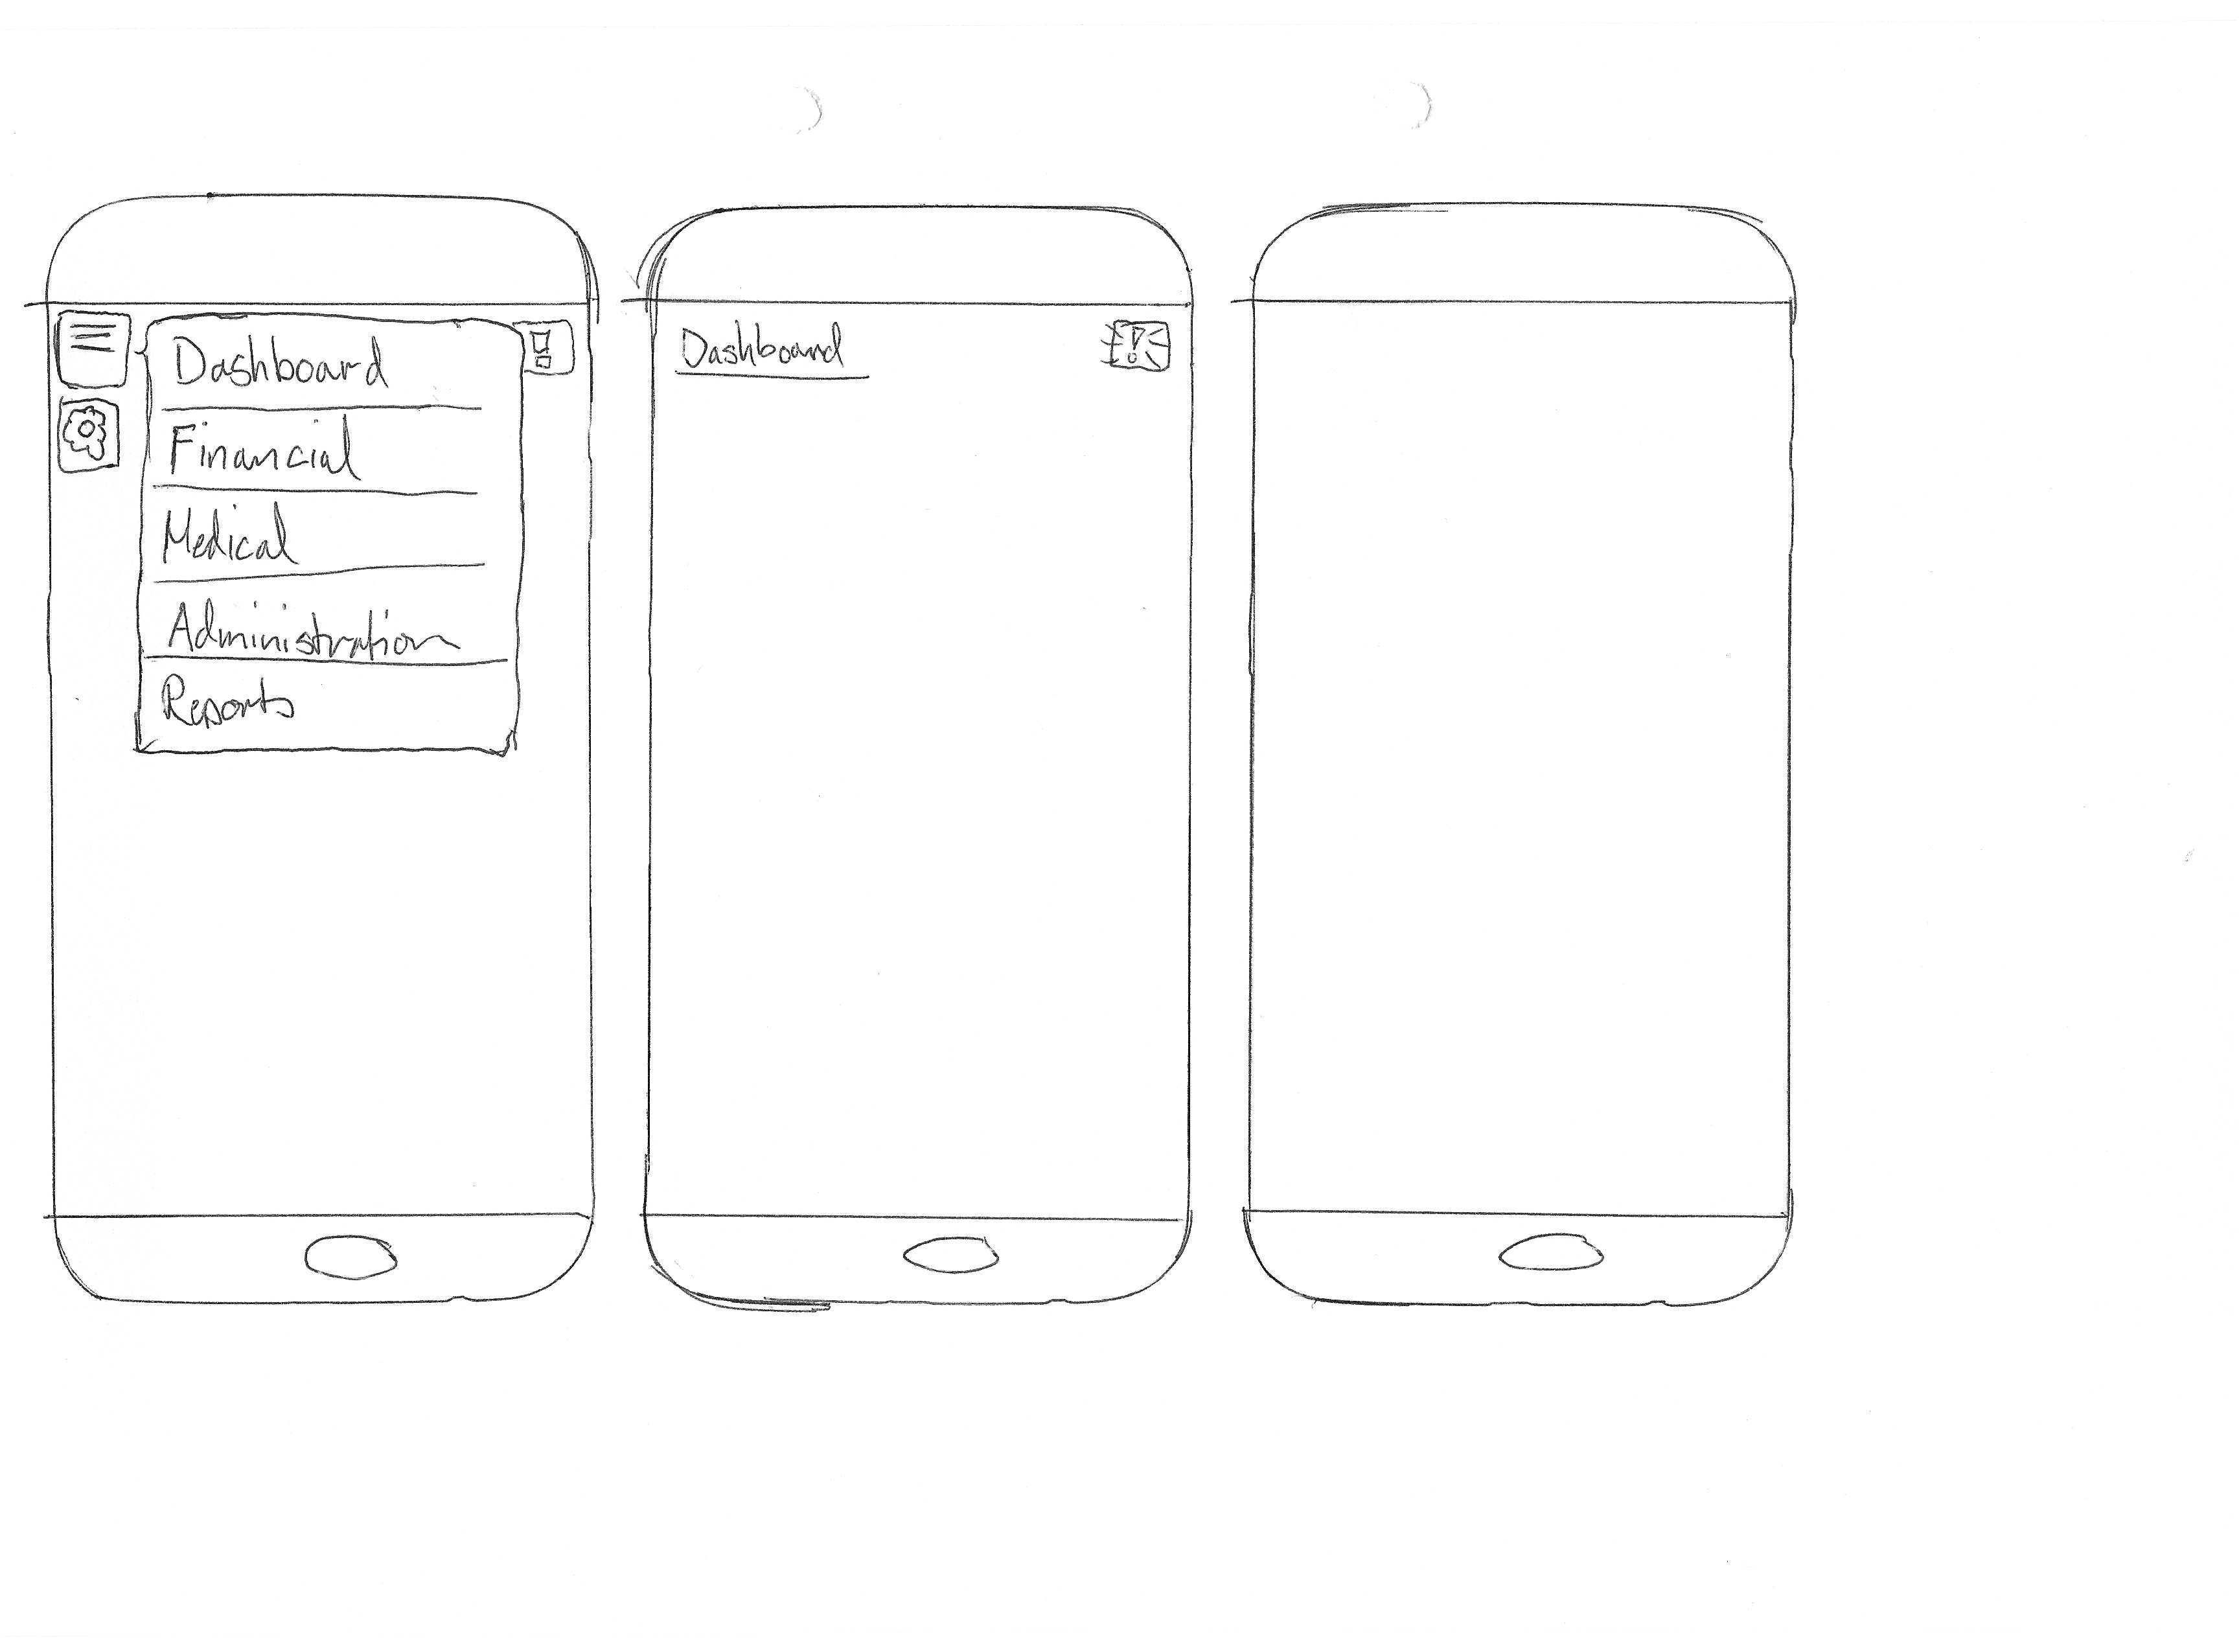 Dashboard
Financial
Medical
Administration
Reports
Dashboard
!